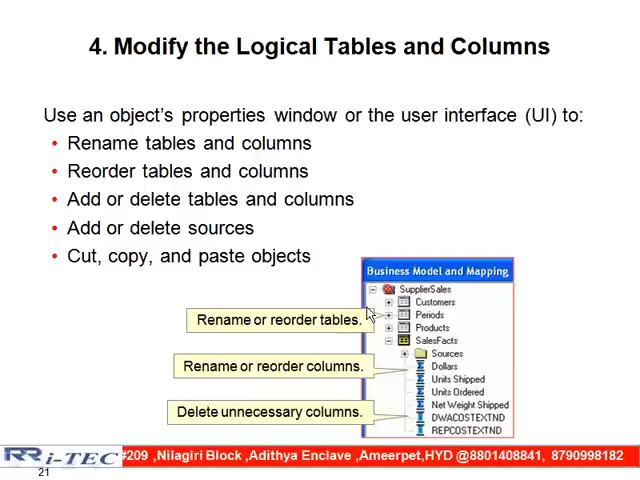 4. Modify the Logical Tables and Columns
Use an object's properties window or the user interface (UI) to:
• Rename tables and columns
• Reorder tables and columns
• Add or delete tables and columns
• Add or delete sources
• Cut, copy, and paste objects
Business Model and Mapping
SupplierSales
Customers
Periods
Products
SalesFacts
Sources
Dollars
Units Shipped
Units Ordered
Net Weight Shipped
DWACOSTEXTND
REPCOSTEXTND
Rename or reorder tables.
Rename or reorder columns.
Delete unnecessary columns.
RR i-TEC #209 ,Nilagiri Block ,Adithya Enclave ,Ameerpet,HYD @8801408841, 8790998182
21